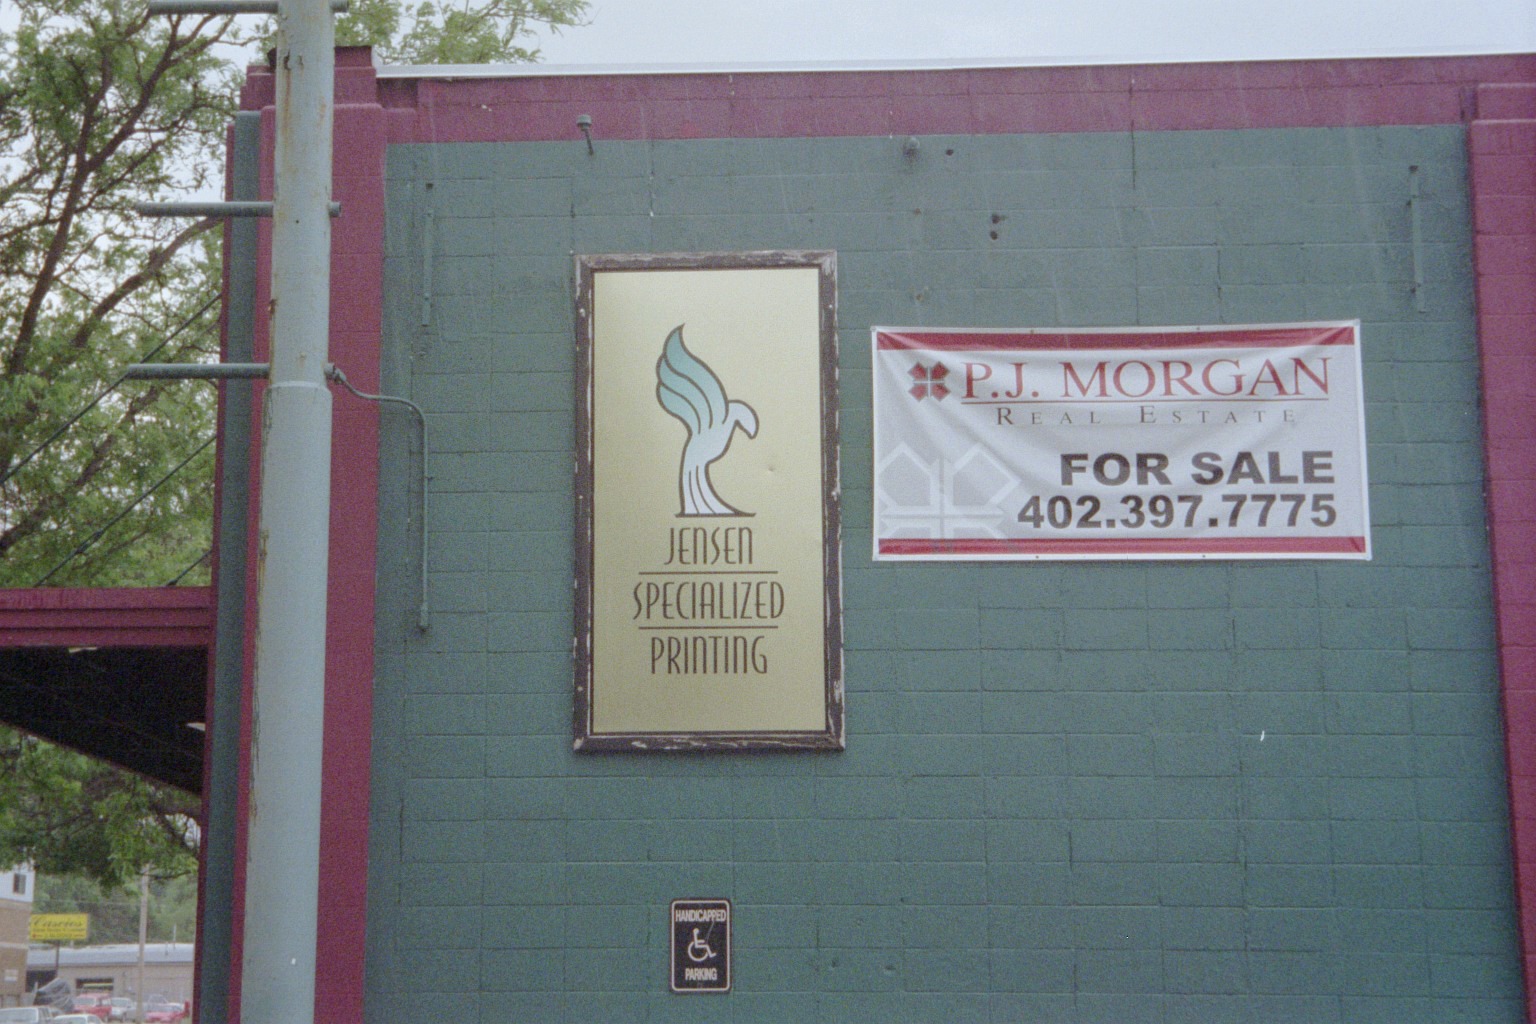 JENSEN
SPECIALIZED
PRINTING
P.J. MORGAN
REAL ESTATE
FOR SALE
402.397.7775
HANDICAPPED
PARKING